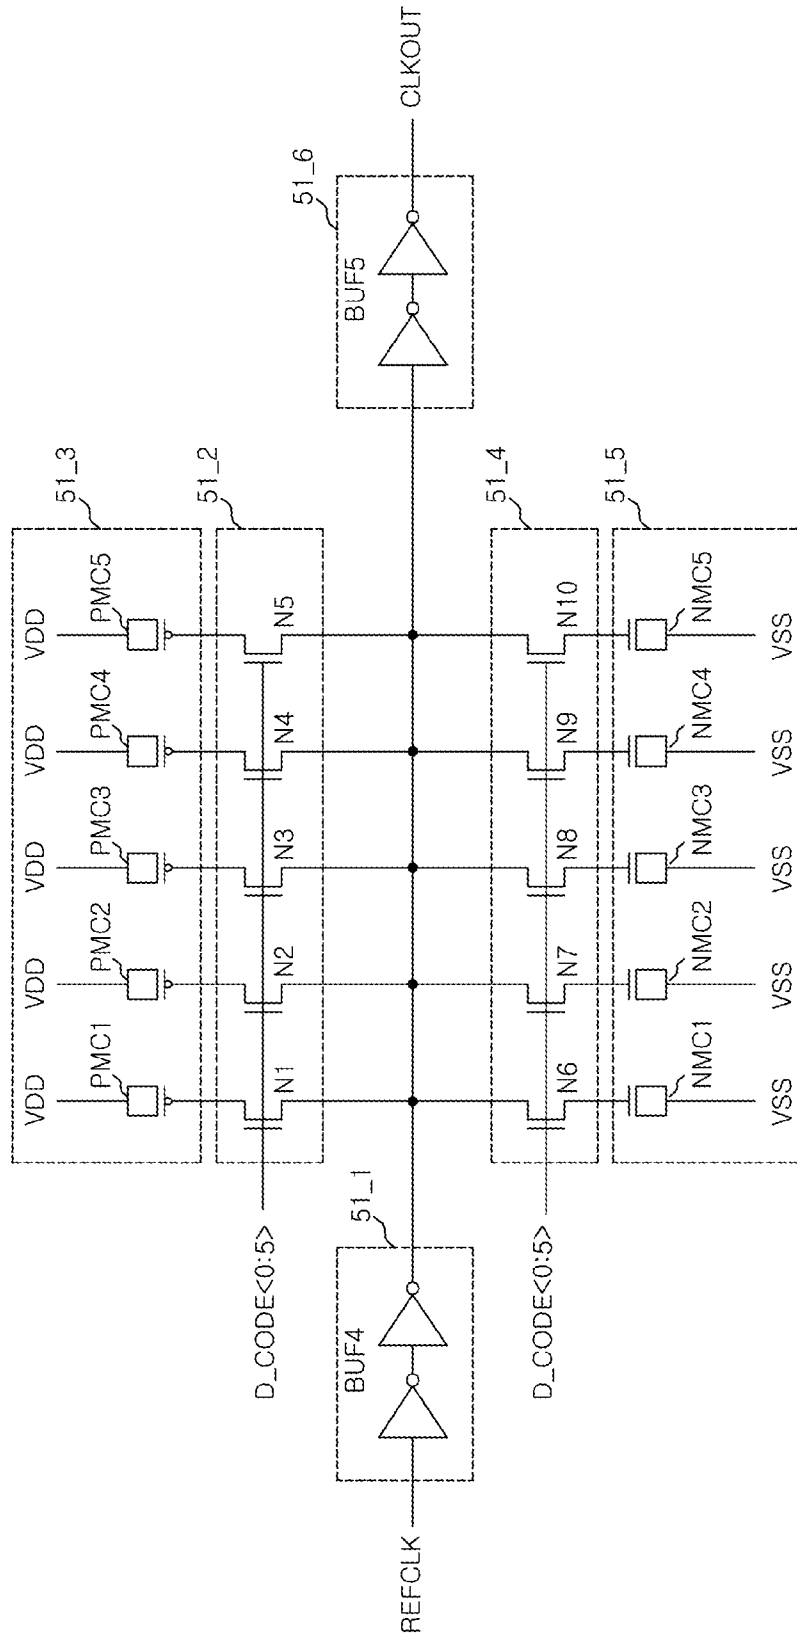 VDD VDD VDD VDD VDD
51_3
PMC1 PMC2 PMC3 PMC4 PMC5
51_2
N1 N2 N3 N4 N5
D_CODE<0:5>
51_1
BUF4
REFCLK
51_6
BUF5
CLKOUT
D_CODE<0:5>
51_4
N6 N7 N8 N9 N10
51_5
NMC1 NMC2 NMC3 NMC4 NMC5
VSS VSS VSS VSS VSS